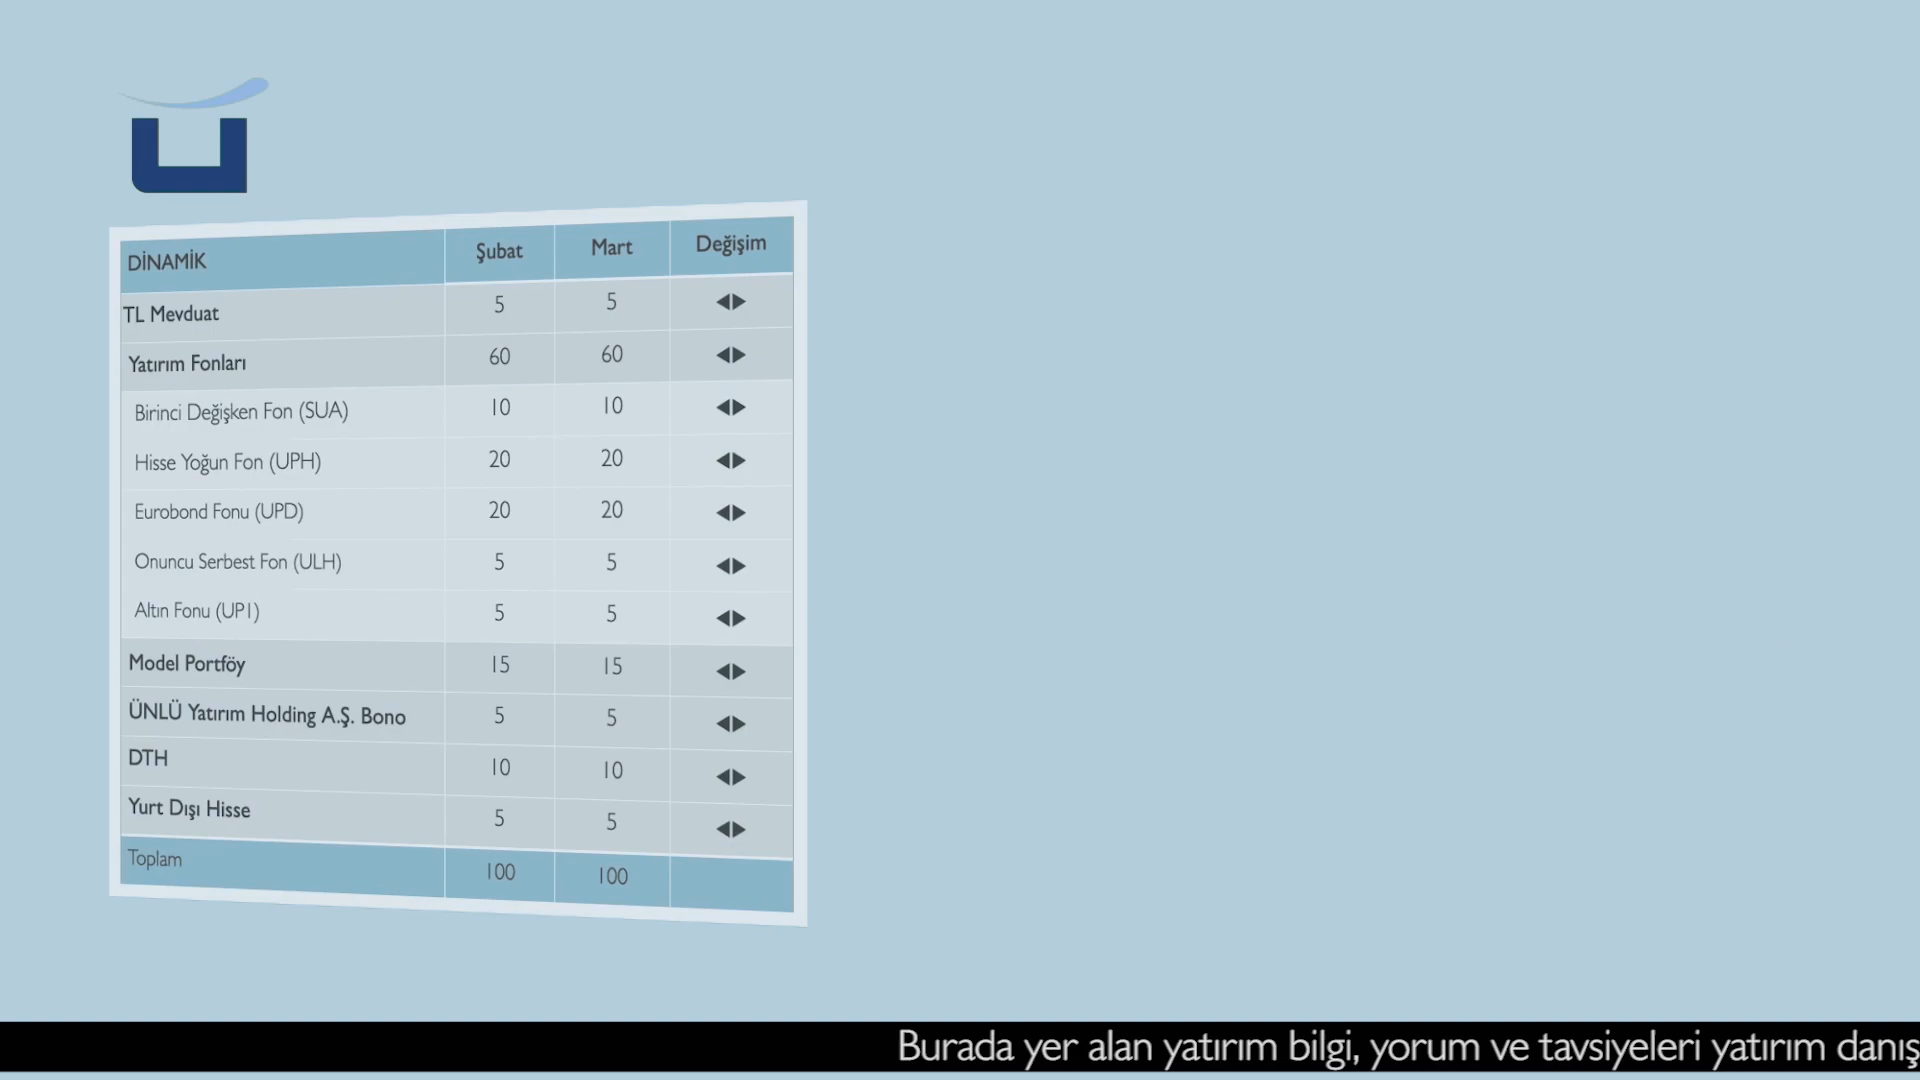 DİNAMİK Şubat Mart Değişim
TL Mevduat 5 5
Yatırım Fonları 60 60
Birinci Değişken Fon (SUA) 10 10
Hisse Yoğun Fon (UPH) 20 20
Eurobond Fonu (UPD) 20 20
Onuncu Serbest Fon (ULH) 5 5
Altın Fonu (UP1) 5 5
Model Portföy 15 15
ÜNLÜ Yatırım Holding A.Ş. Bono 5 5
DTH 10 10
Yurt Dışı Hisse 5 5
Toplam 100 100
Burada yer alan yatırım bilgi, yorum ve tavsiyeleri yatırım danış